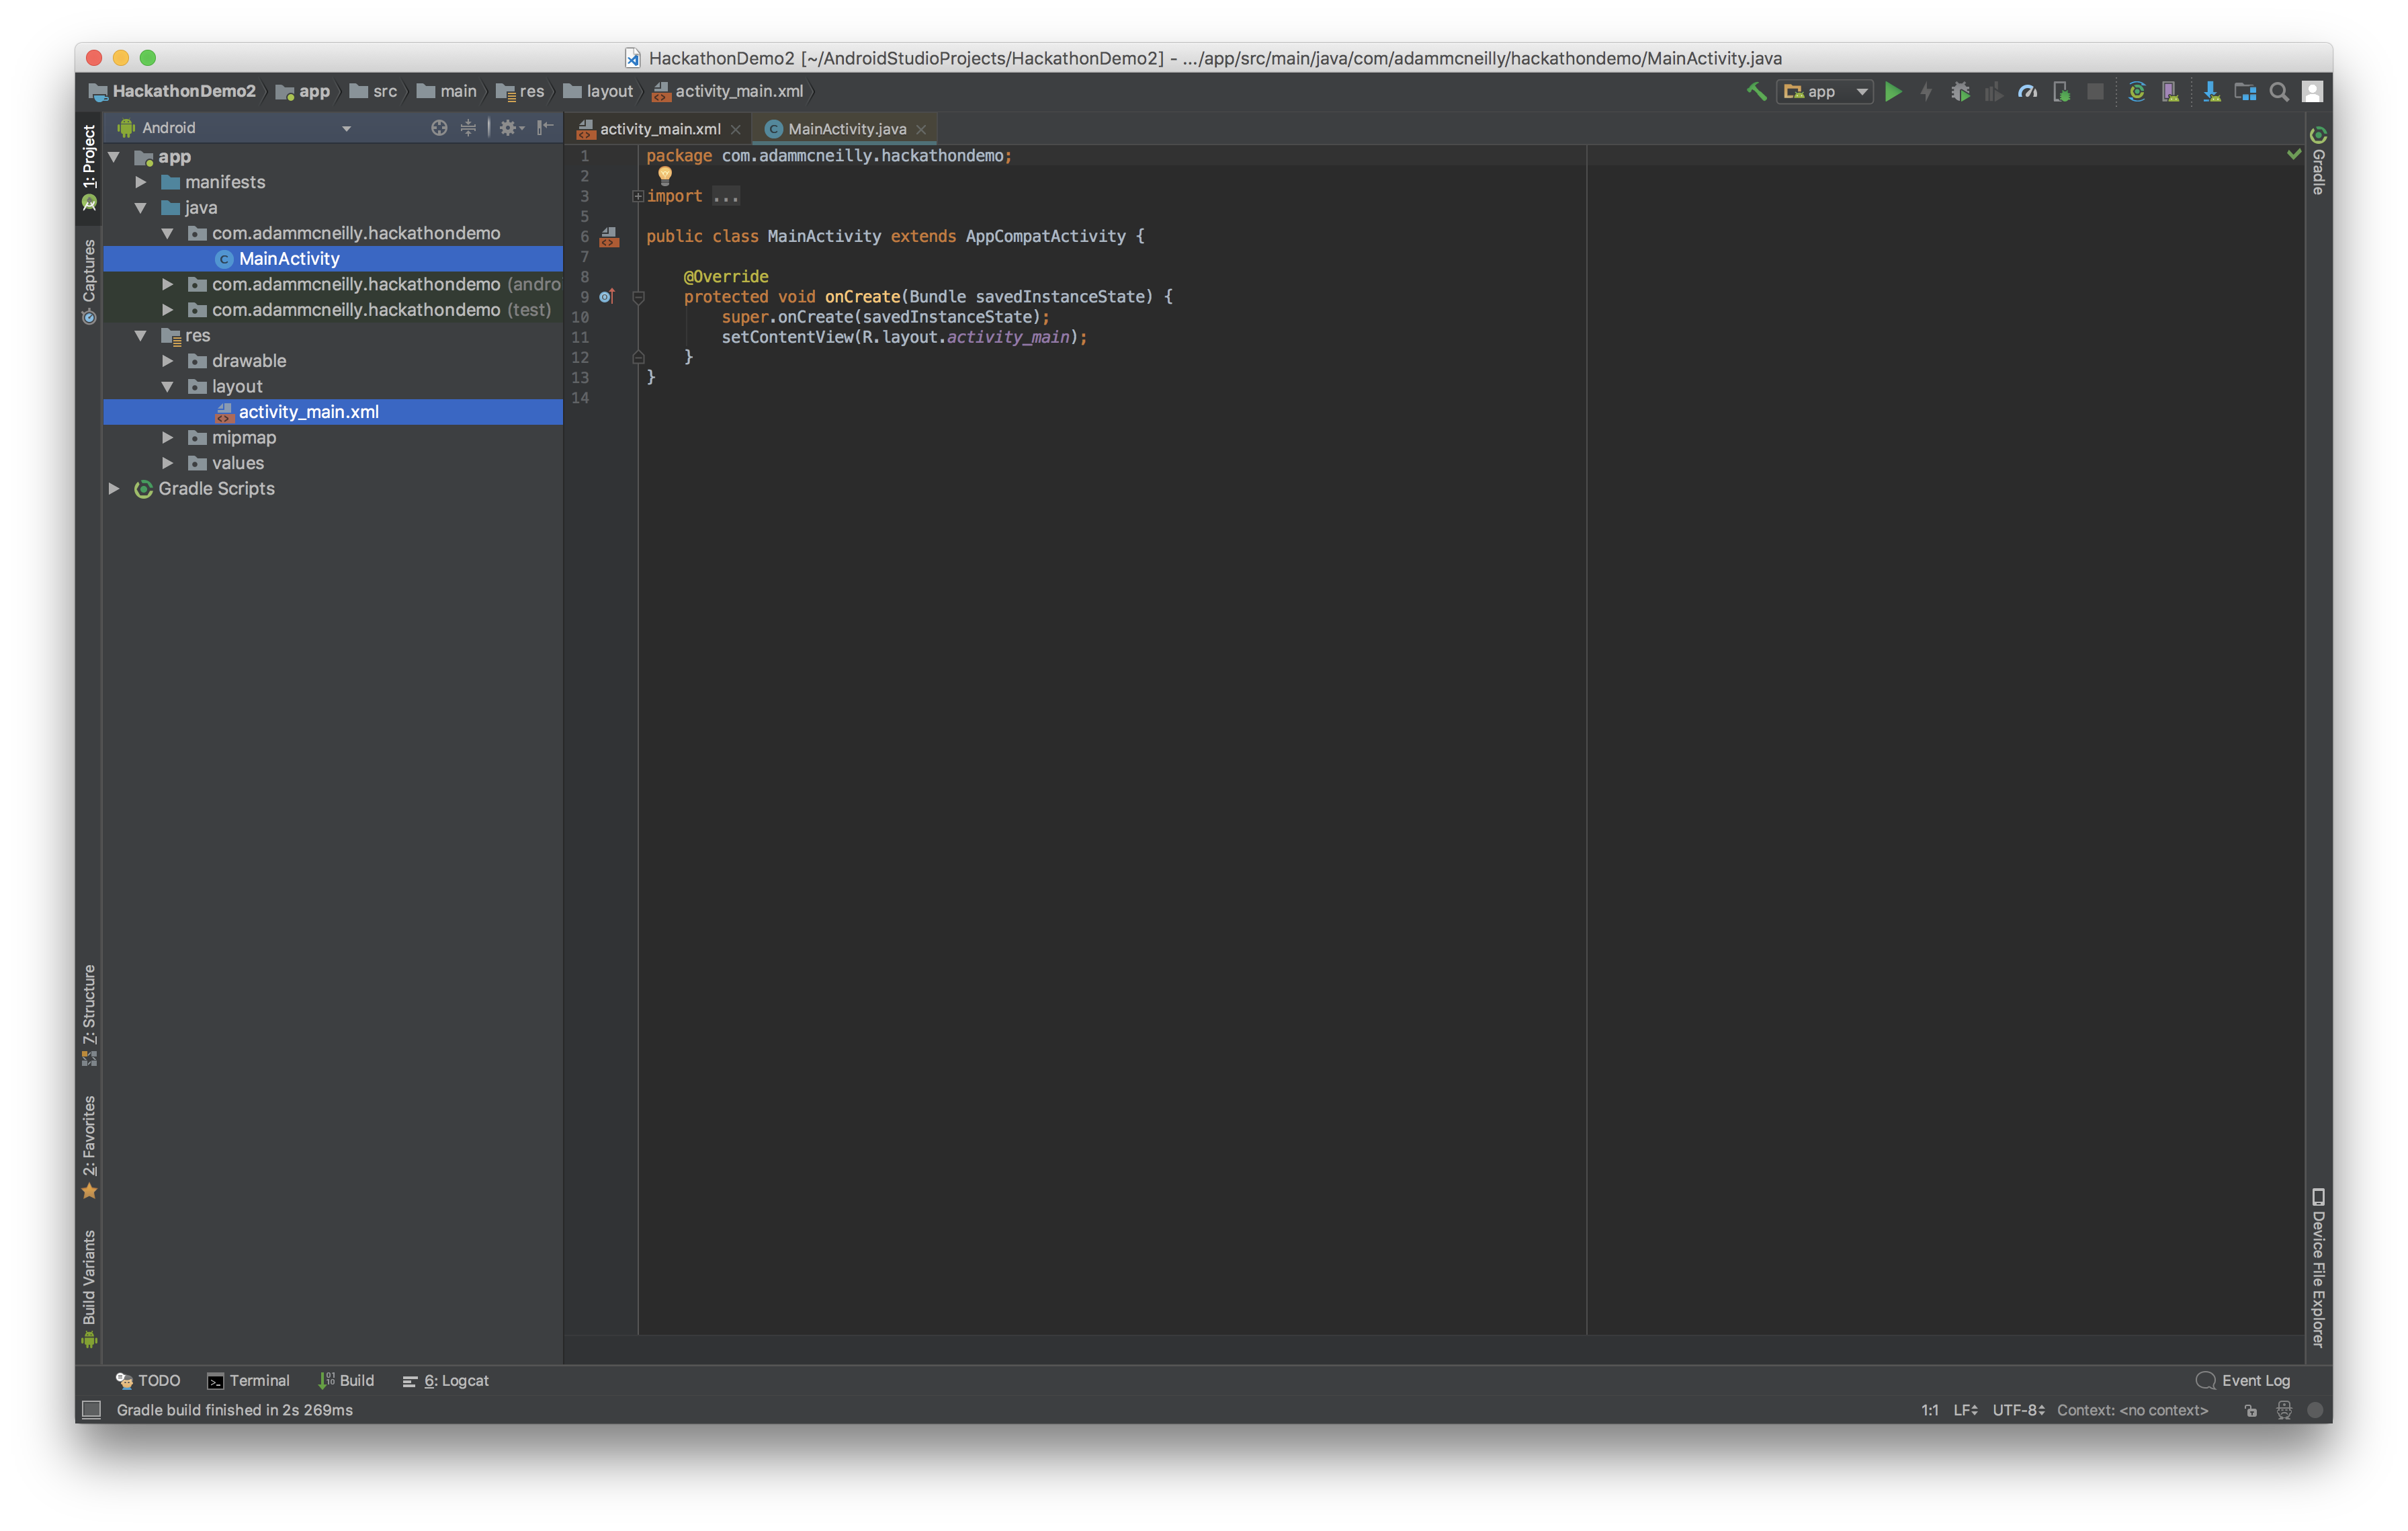 HackathonDemo2 [~/AndroidStudioProjects/HackathonDemo2] - .../app/src/main/java/com/adammcneilly/hackathondemo/MainActivity.java
HackathonDemo2 app src main res layout activity_main.xml app
1: Project
Captures
7: Structure
2: Favorites
Build Variants
Android
app
manifests
java
com.adammcneilly.hackathondemo
MainActivity
com.adammcneilly.hackathondemo (andro
com.adammcneilly.hackathondemo (test)
res
drawable
layout
activity_main.xml
mipmap
values
Gradle Scripts
activity_main.xml MainActivity.java
1 package com.adammcneilly.hackathondemo;
2
3 import ...
5
6 public class MainActivity extends AppCompatActivity {
7
8 @Override
9 protected void onCreate(Bundle savedInstanceState) {
10 super.onCreate(savedInstanceState);
11 setContentView(R.layout.activity_main);
12 }
13 }
14
Gradle
Device File Explorer
TODO Terminal Build 6: Logcat Event Log
Gradle build finished in 2s 269ms 1:1 LF UTF-8 Context: <no context>